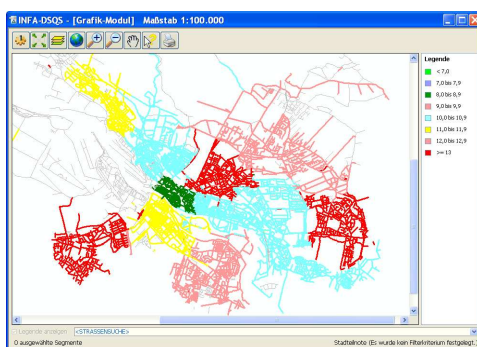 INFA-DSQS - [Grafik-Modul] Maßstab 1:100.000
Legende
< 7,0
7,0 bis 7,9
8,0 bis 8,9
9,0 bis 9,9
10,0 bis 10,9
11,0 bis 11,9
12,0 bis 12,9
>= 13
Legende anzeigen <STRASSENSUCHE>
0 ausgewählte Segmente Stadtteilnote (Es wurde kein Filterkriterium festgelegt.)